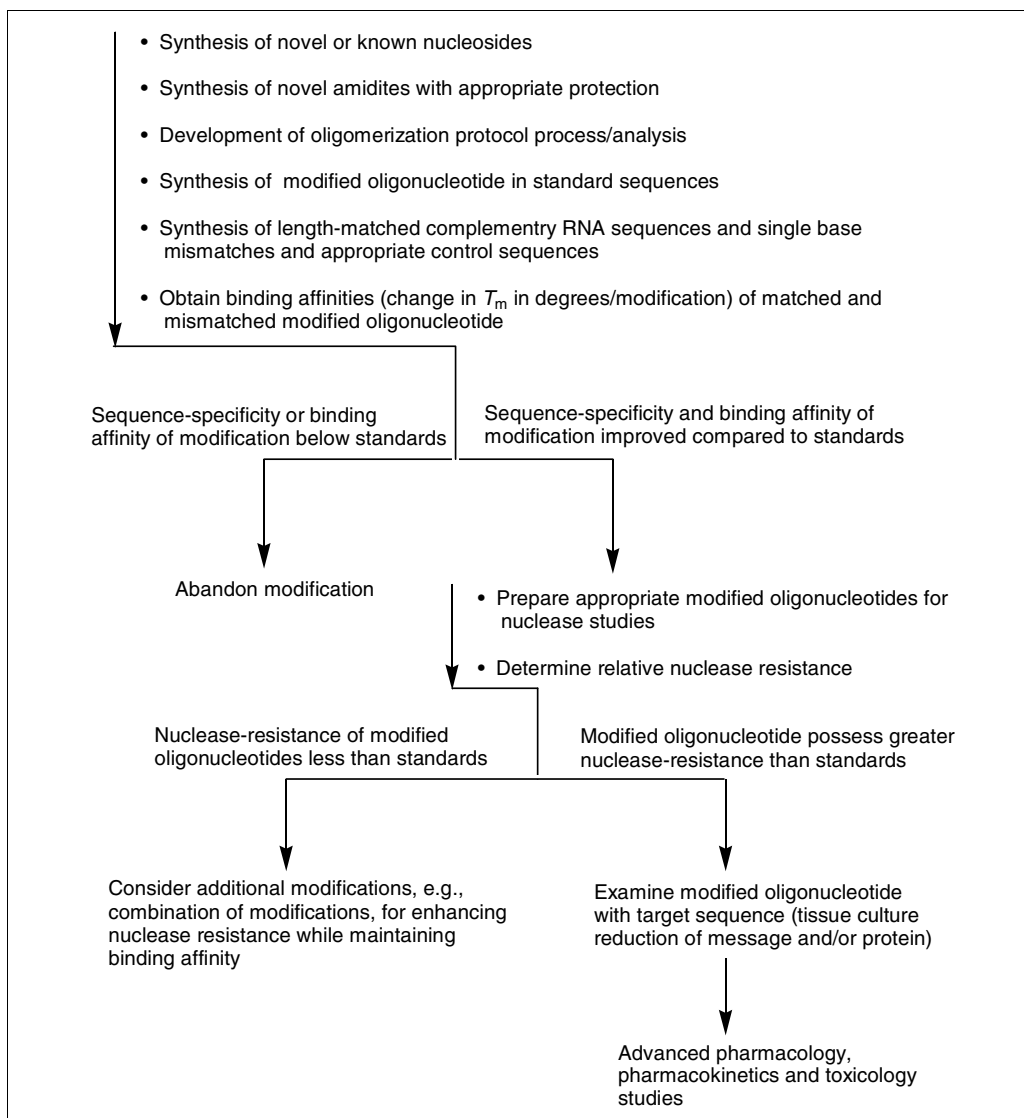 • Synthesis of novel or known nucleosides
• Synthesis of novel amidites with appropriate protection
• Development of oligomerization protocol process/analysis
• Synthesis of modified oligonucleotide in standard sequences
• Synthesis of length-matched complementry RNA sequences and single base
mismatches and appropriate control sequences
• Obtain binding affinities (change in Tm in degrees/modification) of matched and
mismatched modified oligonucleotide
Sequence-specificity or binding
affinity of modification below standards
Sequence-specificity and binding affinity of
modification improved compared to standards
Abandon modification
• Prepare appropriate modified oligonucleotides for
nuclease studies
• Determine relative nuclease resistance
Nuclease-resistance of modified
oligonucleotides less than standards
Modified oligonucleotide possess greater
nuclease-resistance than standards
Consider additional modifications, e.g.,
combination of modifications, for enhancing
nuclease resistance while maintaining
binding affinity
Examine modified oligonucleotide
with target sequence (tissue culture
reduction of message and/or protein)
Advanced pharmacology,
pharmacokinetics and toxicology
studies